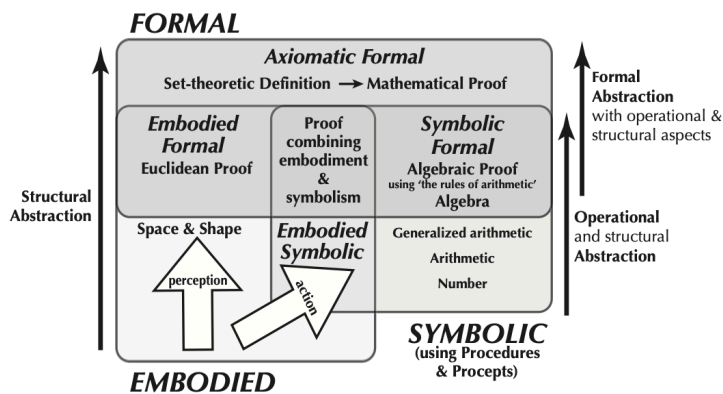 FORMAL
Axiomatic Formal
Set-theoretic Definition → Mathematical Proof
Embodied
Formal
Euclidean Proof
Proof
combining
embodiment
&
symbolism
Symbolic
Formal
Algebraic Proof
using ‘the rules of arithmetic’
Algebra
Structural
Abstraction
Space & Shape
perception
Embodied
Symbolic
action
Generalized arithmetic
Arithmetic
Number
Formal
Abstraction
with operational &
structural aspects
Operational
and structural
Abstraction
SYMBOLIC
(using Procedures
& Procepts)
EMBODIED